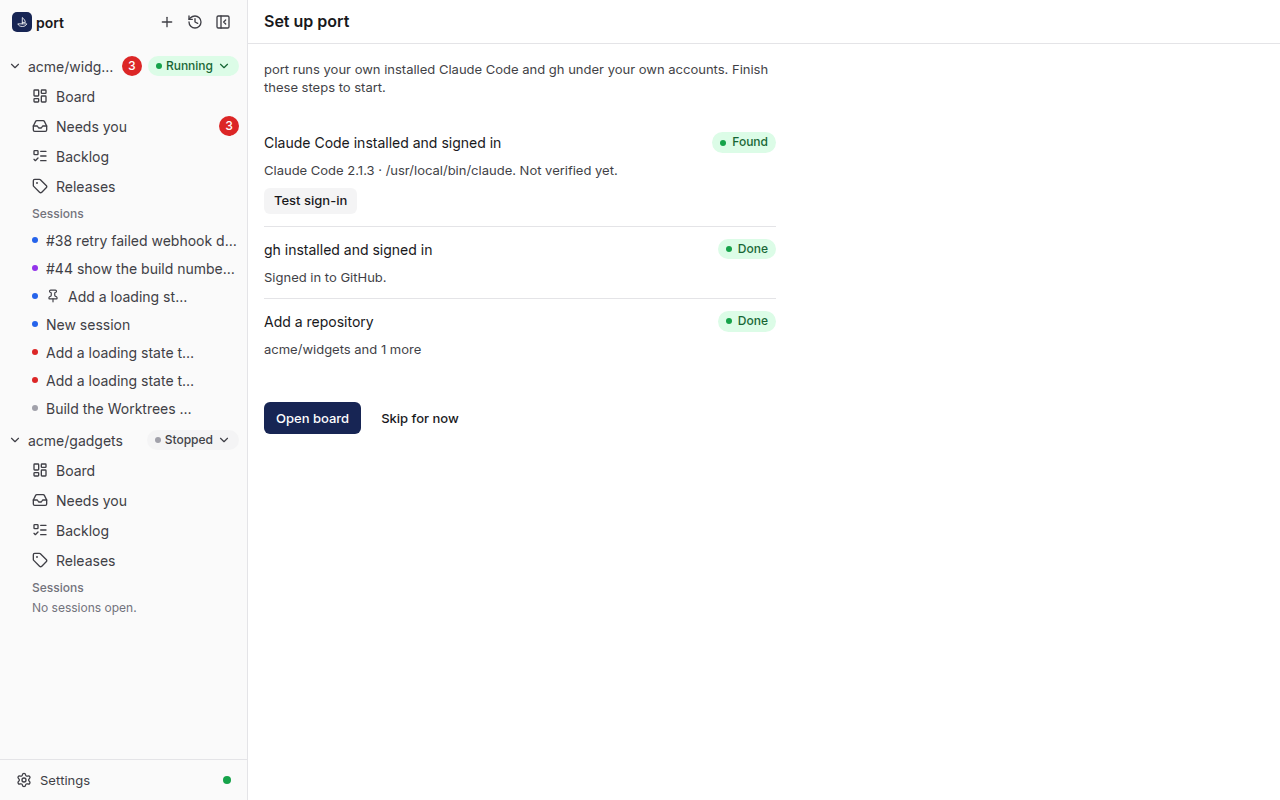 port
acme/widg... 3 Running
Board
Needs you 3
Backlog
Releases
Sessions
#38 retry failed webhook d...
#44 show the build numbe...
Add a loading st...
New session
Add a loading state t...
Add a loading state t...
Build the Worktrees ...
acme/gadgets Stopped
Board
Needs you
Backlog
Releases
Sessions
No sessions open.
Settings
Set up port
port runs your own installed Claude Code and gh under your own accounts. Finish
these steps to start.
Claude Code installed and signed in Found
Claude Code 2.1.3 · /usr/local/bin/claude. Not verified yet.
Test sign-in
gh installed and signed in Done
Signed in to GitHub.
Add a repository Done
acme/widgets and 1 more
Open board Skip for now